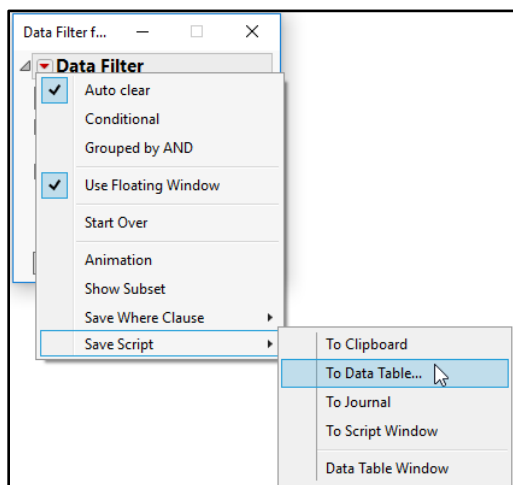 Data Filter f...
Data Filter
Auto clear
Conditional
Grouped by AND
Use Floating Window
Start Over
Animation
Show Subset
Save Where Clause
Save Script
To Clipboard
To Data Table...
To Journal
To Script Window
Data Table Window